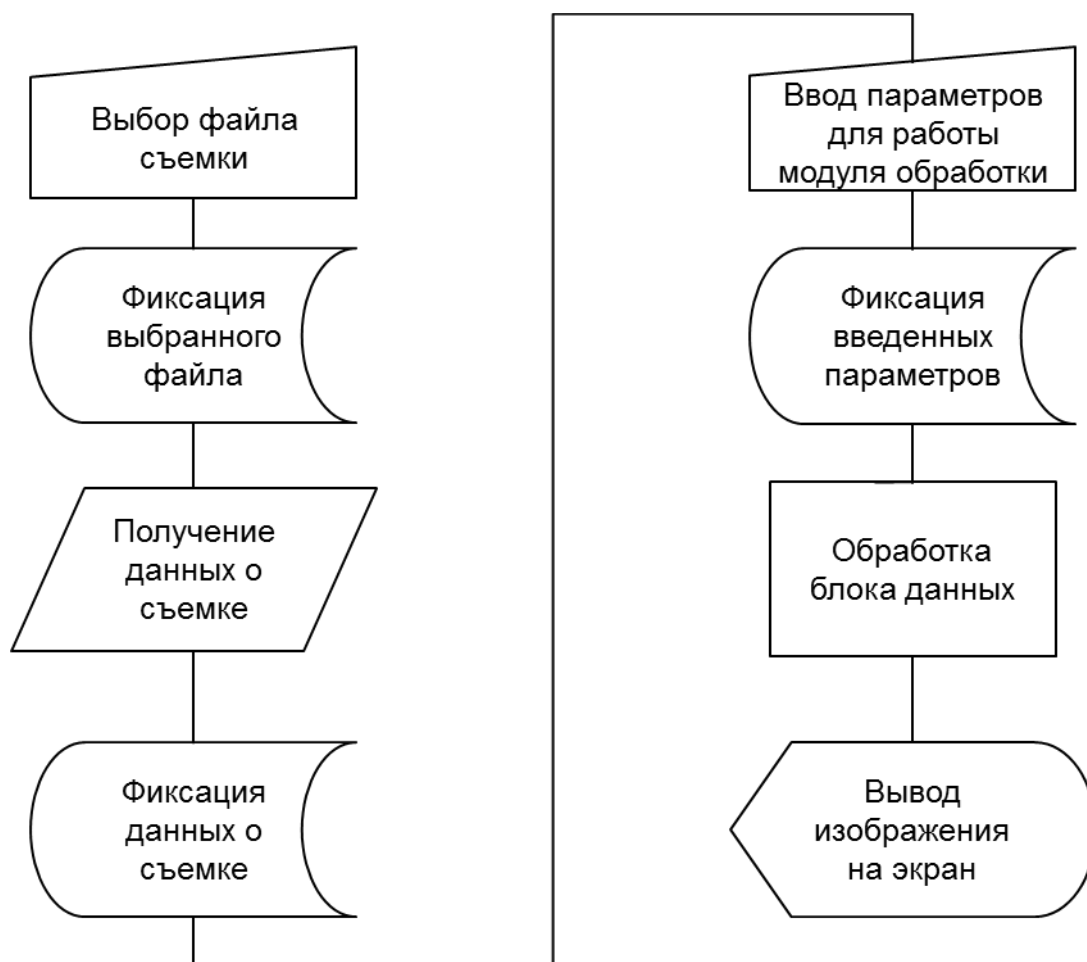 Выбор файла
съемки
Фиксация
выбранного
файла
Получение
данных о
съемке
Фиксация
данных о
съемке
Ввод параметров
для работы
модуля обработки
Фиксация
введенных
параметров
Обработка
блока данных
Вывод
изображения
на экран